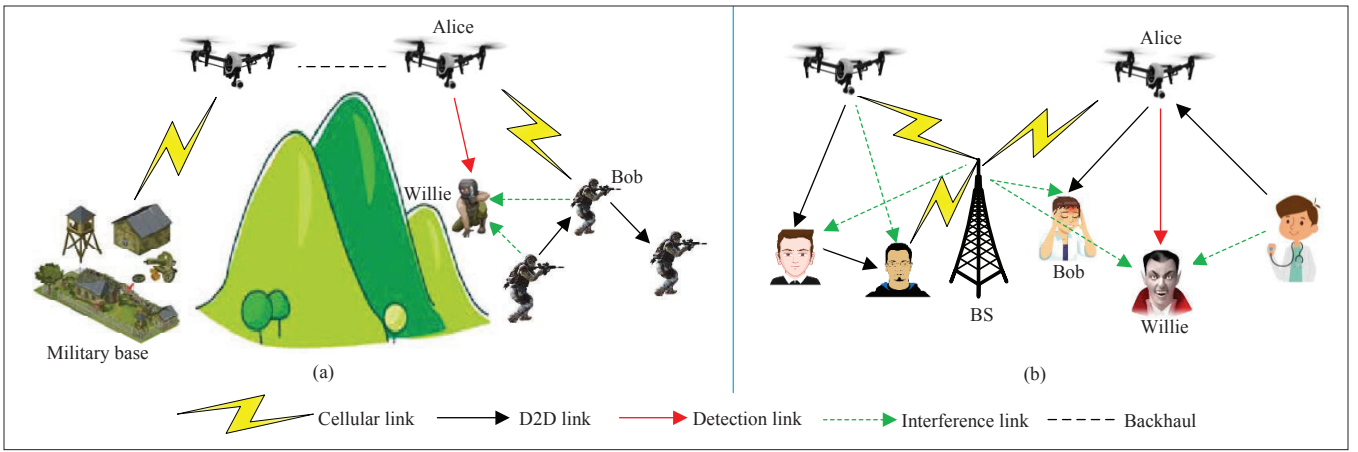 Alice
Willie
Bob
Military base
(a)
Alice
Bob
BS
Willie
(b)
Cellular link
D2D link
Detection link
Interference link
Backhaul